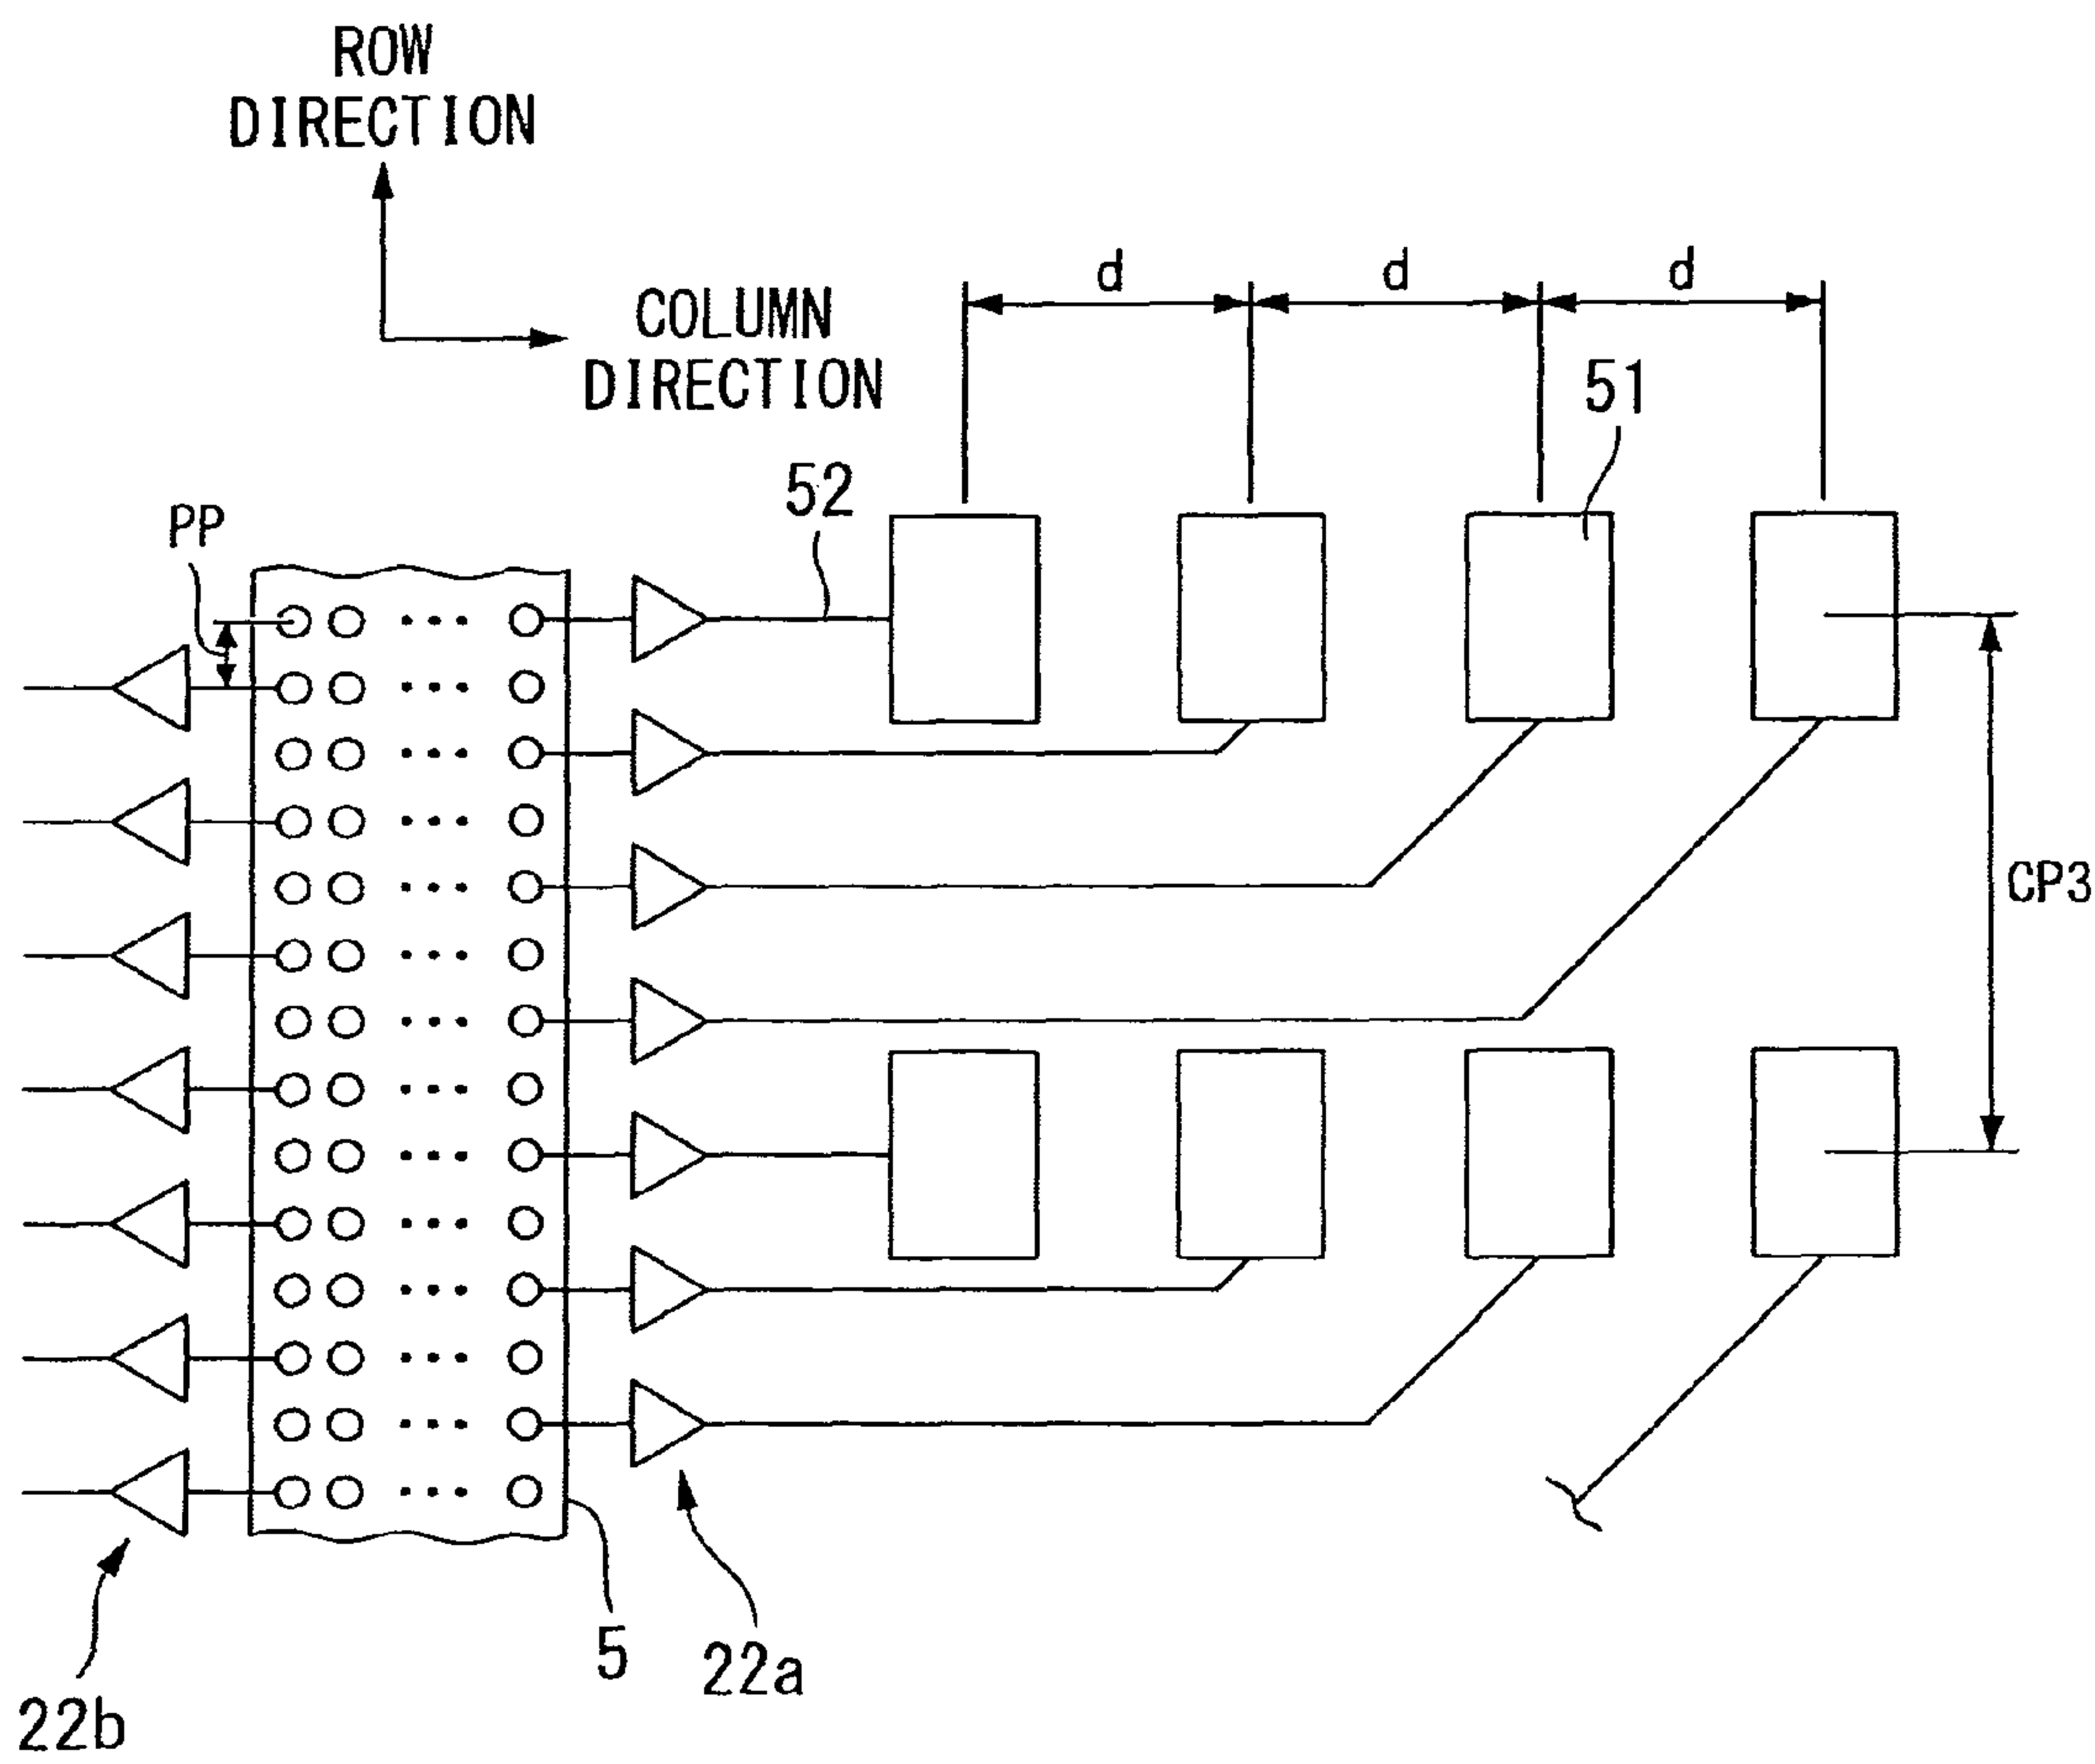 ROW
DIRECTION
COLUMN
DIRECTION
d
d
d
51
52
PP
CP3
5
22a
22b